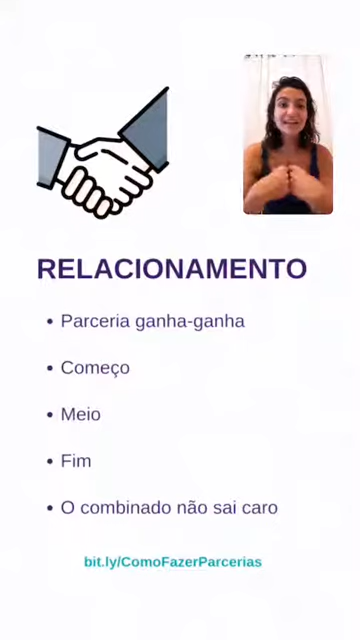 RELACIONAMENTO
Parceria ganha-ganha
Começo
Meio
Fim
O combinado não sai caro
bit.ly/ComoFazerParcerias